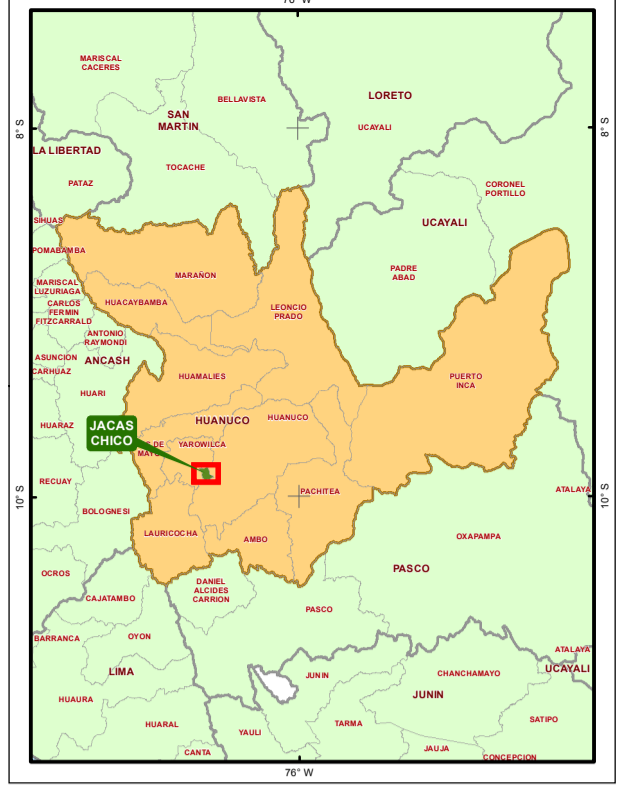 76° W
MARISCAL
CACERES
BELLAVISTA
LORETO
SAN
MARTIN
UCAYALI
8° S
8° S
LA LIBERTAD
TOCACHE
PATAZ
CORONEL
PORTILLO
SIHUAS
UCAYALI
POMABAMBA
MARAÑON
PADRE
ABAD
MARISCAL
LUZURIAGA
HUACAYBAMBA
CARLOS
FERMIN
FITZCARRALD
LEONCIO
PRADO
ANTONIO
RAYMONDI
ASUNCION
ANCASH
CARHUAZ
HUAMALIES
PUERTO
INCA
HUARI
HUANUCO
HUANUCO
JACAS
CHICO
HUARAZ
DE
MAYO
YAROWILCA
RECUAY
PACHITEA
ATALAYA
10° S
10° S
BOLOGNESI
LAURICOCHA
AMBO
OXAPAMPA
PASCO
OCROS
DANIEL
ALCIDES
CARRION
CAJATAMBO
PASCO
BARRANCA
OYON
ATALAYA
LIMA
JUNIN
CHANCHAMAYO
UCAYALI
JUNIN
HUAURA
SATIPO
HUARAL
TARMA
YAULI
CANTA
JAUJA
CONCEPCION
76° W